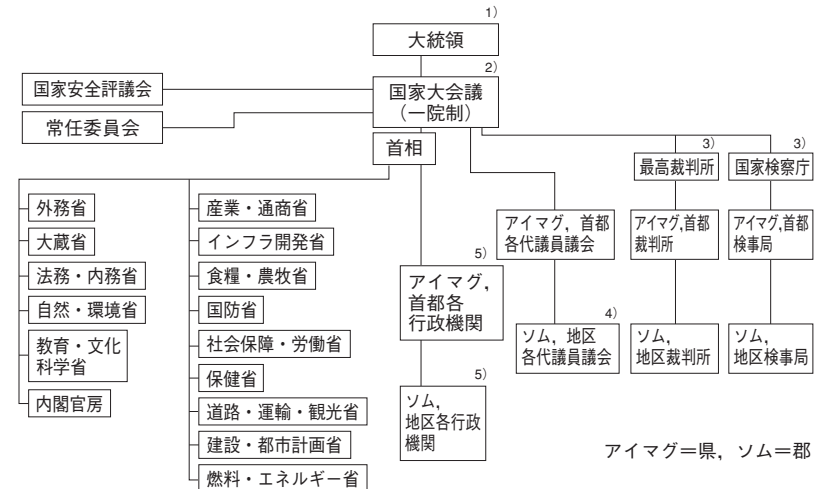 1）
大統領
2）
国家大会議
（一院制）
国家安全評議会
常任委員会
首相
3）
最高裁判所
3）
国家検察庁
外務省
大蔵省
法務・内務省
自然・環境省
教育・文化
科学省
内閣官房
産業・通商省
インフラ開発省
食糧・農牧省
国防省
社会保障・労働省
保健省
道路・運輸・観光省
建設・都市計画省
燃料・エネルギー省
5）
アイマグ，
首都各
行政機関
5）
ソム，
地区各行政
機関
アイマグ，首都
各代議員議会
4）
ソム，地区
各代議員議会
アイマグ,首都
裁判所
ソム，
地区裁判所
アイマグ,首都
検事局
ソム，
地区検事局
アイマグ＝県，ソム＝郡